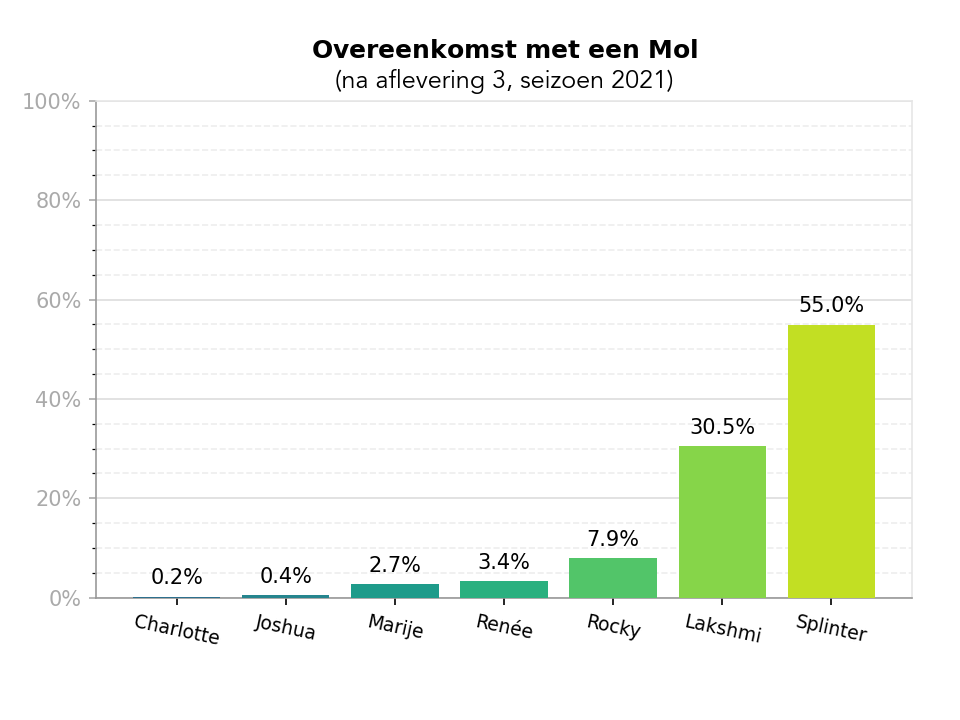 Overeenkomst met een Mol
(na aflevering 3, seizoen 2021)
100%
80%
60%
40%
20%
0%
0.2%
0.4%
2.7%
3.4%
7.9%
30.5%
55.0%
Charlotte
Joshua
Marije
Renée
Rocky
Lakshmi
Splinter